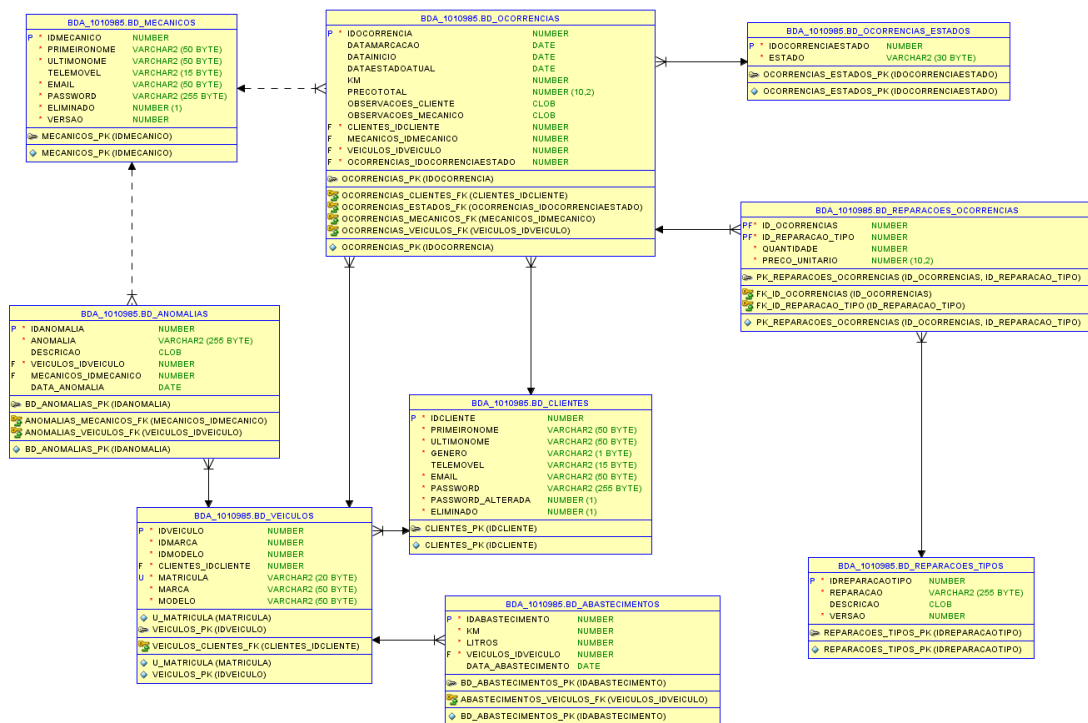 BDA_1010985.BD_MECANICOS
P * IDMECANICO NUMBER
* PRIMEIRONOME VARCHAR2 (50 BYTE)
* ULTIMONOME VARCHAR2 (50 BYTE)
TELEMOVEL VARCHAR2 (15 BYTE)
* EMAIL VARCHAR2 (50 BYTE)
* PASSWORD VARCHAR2 (255 BYTE)
* ELIMINADO NUMBER (1)
* VERSAO NUMBER
MECANICOS_PK (IDMECANICO)
MECANICOS_PK (IDMECANICO)
BDA_1010985.BD_OCORRENCIAS
P * IDOCORRENCIA NUMBER
DATAMARCACAO DATE
DATAINICIO DATE
DATAESTADOATUAL DATE
KM NUMBER
PRECOTOTAL NUMBER (10,2)
OBSERVACOES_CLIENTE CLOB
OBSERVACOES_MECANICO CLOB
F * CLIENTES_IDCLIENTE NUMBER
F MECANICOS_IDMECANICO NUMBER
F * VEICULOS_IDVEICULO NUMBER
F * OCORRENCIAS_IDOCORRENCIAESTADO NUMBER
OCORRENCIAS_PK (IDOCORRENCIA)
OCORRENCIAS_CLIENTES_FK (CLIENTES_IDCLIENTE)
OCORRENCIAS_ESTADOS_FK (OCORRENCIAS_IDOCORRENCIAESTADO)
OCORRENCIAS_MECANICOS_FK (MECANICOS_IDMECANICO)
OCORRENCIAS_VEICULOS_FK (VEICULOS_IDVEICULO)
OCORRENCIAS_PK (IDOCORRENCIA)
BDA_1010985.BD_OCORRENCIAS_ESTADOS
P * IDOCORRENCIAESTADO NUMBER
* ESTADO VARCHAR2 (30 BYTE)
OCORRENCIAS_ESTADOS_PK (IDOCORRENCIAESTADO)
OCORRENCIAS_ESTADOS_PK (IDOCORRENCIAESTADO)
BDA_1010985.BD_REPARACOES_OCORRENCIAS
PF * ID_OCORRENCIAS NUMBER
PF * ID_REPARACAO_TIPO NUMBER
* QUANTIDADE NUMBER
* PRECO_UNITARIO NUMBER (10,2)
PK_REPARACOES_OCORRENCIAS (ID_OCORRENCIAS, ID_REPARACAO_TIPO)
FK_ID_OCORRENCIAS (ID_OCORRENCIAS)
FK_ID_REPARACAO_TIPO (ID_REPARACAO_TIPO)
PK_REPARACOES_OCORRENCIAS (ID_OCORRENCIAS, ID_REPARACAO_TIPO)
BDA_1010985.BD_ANOMALIAS
P * IDANOMALIA NUMBER
* ANOMALIA VARCHAR2 (255 BYTE)
DESCRICAO CLOB
F * VEICULOS_IDVEICULO NUMBER
F MECANICOS_IDMECANICO NUMBER
DATA_ANOMALIA DATE
BD_ANOMALIAS_PK (IDANOMALIA)
ANOMALIAS_MECANICOS_FK (MECANICOS_IDMECANICO)
ANOMALIAS_VEICULOS_FK (VEICULOS_IDVEICULO)
BD_ANOMALIAS_PK (IDANOMALIA)
BDA_1010985.BD_CLIENTES
P * IDCLIENTE NUMBER
* PRIMEIRONOME VARCHAR2 (50 BYTE)
* ULTIMONOME VARCHAR2 (50 BYTE)
* GENERO VARCHAR2 (1 BYTE)
TELEMOVEL VARCHAR2 (15 BYTE)
* EMAIL VARCHAR2 (50 BYTE)
* PASSWORD VARCHAR2 (255 BYTE)
* PASSWORD_ALTERADA NUMBER (1)
* ELIMINADO NUMBER (1)
CLIENTES_PK (IDCLIENTE)
CLIENTES_PK (IDCLIENTE)
BDA_1010985.BD_VEICULOS
P * IDVEICULO NUMBER
* IDMARCA NUMBER
* IDMODELO NUMBER
F * CLIENTES_IDCLIENTE NUMBER
U * MATRICULA VARCHAR2 (20 BYTE)
* MARCA VARCHAR2 (50 BYTE)
* MODELO VARCHAR2 (50 BYTE)
U_MATRICULA (MATRICULA)
VEICULOS_PK (IDVEICULO)
VEICULOS_CLIENTES_FK (CLIENTES_IDCLIENTE)
U_MATRICULA (MATRICULA)
VEICULOS_PK (IDVEICULO)
BDA_1010985.BD_ABASTECIMENTOS
P * IDABASTECIMENTO NUMBER
* KM NUMBER
* LITROS NUMBER
F * VEICULOS_IDVEICULO NUMBER
DATA_ABASTECIMENTO DATE
BD_ABASTECIMENTOS_PK (IDABASTECIMENTO)
ABASTECIMENTOS_VEICULOS_FK (VEICULOS_IDVEICULO)
BD_ABASTECIMENTOS_PK (IDABASTECIMENTO)
BDA_1010985.BD_REPARACOES_TIPOS
P * IDREPARACAOTIPO NUMBER
* REPARACAO VARCHAR2 (255 BYTE)
DESCRICAO CLOB
* VERSAO NUMBER
REPARACOES_TIPOS_PK (IDREPARACAOTIPO)
REPARACOES_TIPOS_PK (IDREPARACAOTIPO)